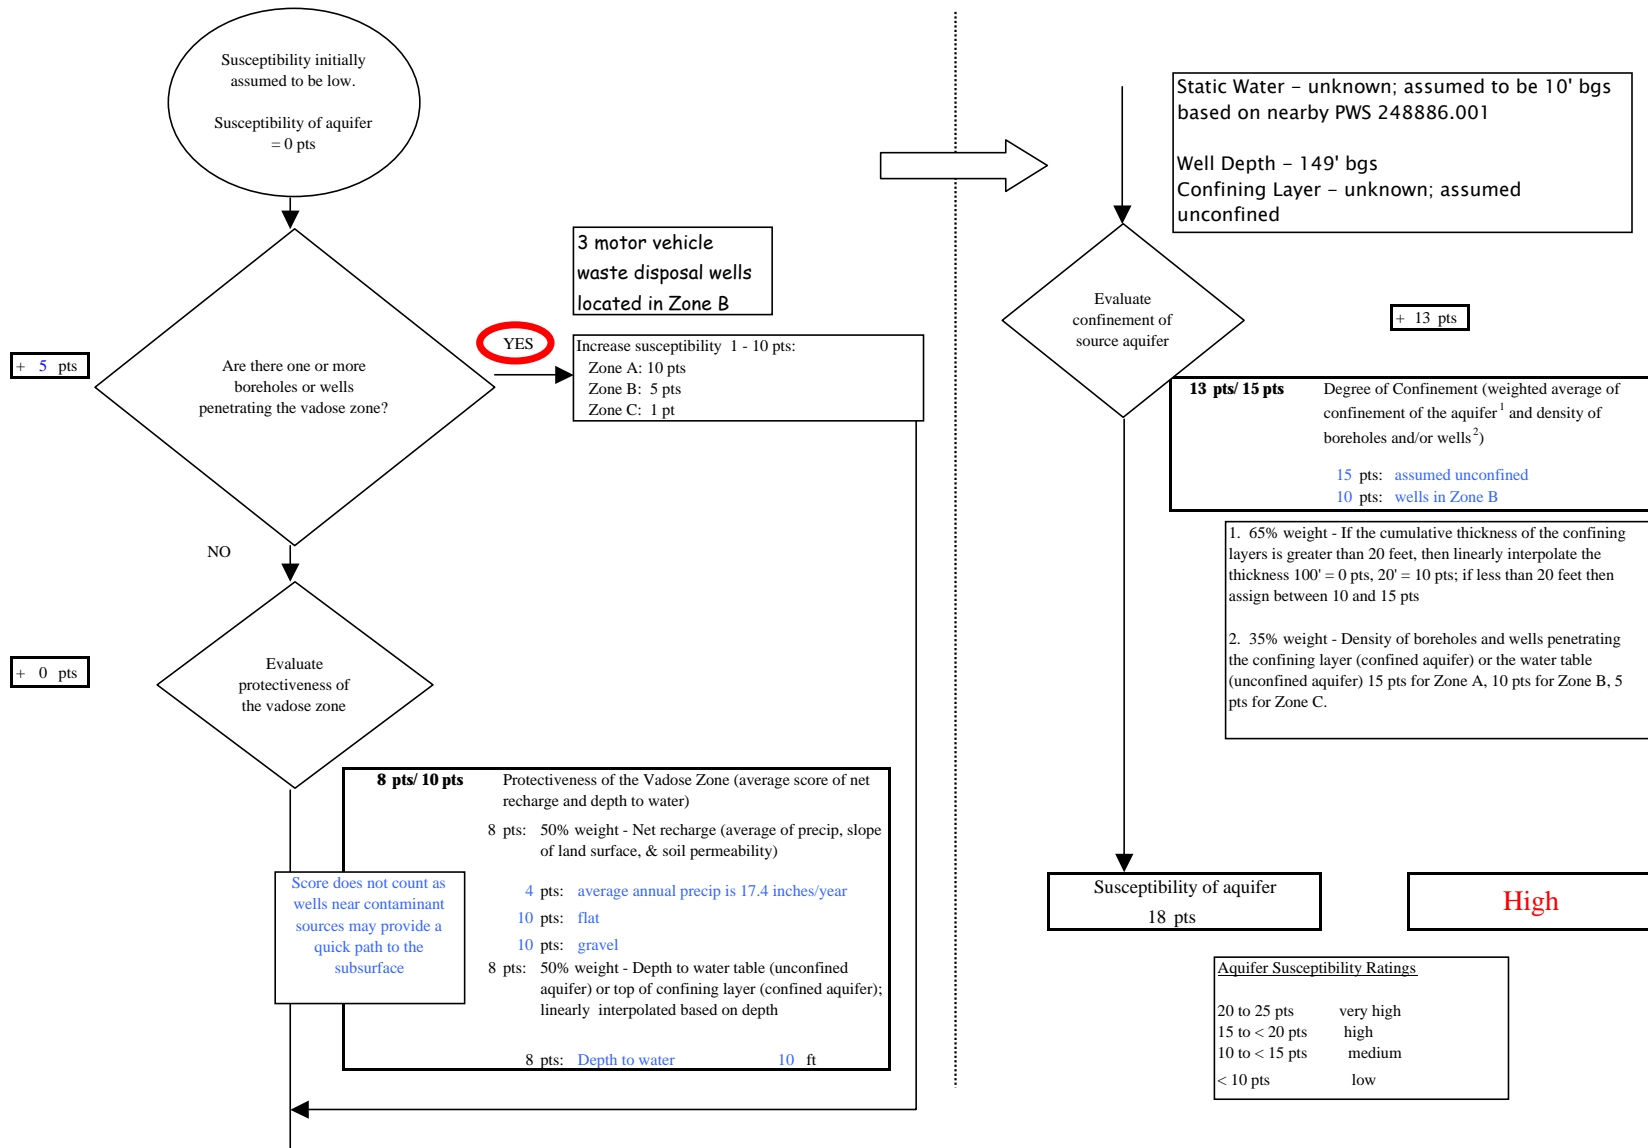 Susceptibility initially
assumed to be low.
Susceptibility of aquifer
= 0 pts
+ 5 pts
Are there one or more
boreholes or wells
penetrating the vadose zone?
YES
3 motor vehicle
waste disposal wells
located in Zone B
Increase susceptibility 1 - 10 pts:
Zone A: 10 pts
Zone B: 5 pts
Zone C: 1 pt
NO
+ 0 pts
Evaluate
protectiveness of
the vadose zone
8 pts/ 10 pts Protectiveness of the Vadose Zone (average score of net
recharge and depth to water)
8 pts: 50% weight - Net recharge (average of precip, slope
of land surface, & soil permeability)
4 pts: average annual precip is 17.4 inches/year
10 pts: flat
10 pts: gravel
8 pts: 50% weight - Depth to water table (unconfined
aquifer) or top of confining layer (confined aquifer);
linearly interpolated based on depth
8 pts: Depth to water 10 ft
Score does not count as
wells near contaminant
sources may provide a
quick path to the
subsurface
Static Water – unknown; assumed to be 10' bgs
based on nearby PWS 248886.001
Well Depth – 149' bgs
Confining Layer – unknown; assumed
unconfined
Evaluate
confinement of
source aquifer
+ 13 pts
13 pts/ 15 pts Degree of Confinement (weighted average of
confinement of the aquifer1 and density of
boreholes and/or wells2)
15 pts: assumed unconfined
10 pts: wells in Zone B
1. 65% weight - If the cumulative thickness of the confining
layers is greater than 20 feet, then linearly interpolate the
thickness 100' = 0 pts, 20' = 10 pts; if less than 20 feet then
assign between 10 and 15 pts
2. 35% weight - Density of boreholes and wells penetrating
the confining layer (confined aquifer) or the water table
(unconfined aquifer) 15 pts for Zone A, 10 pts for Zone B, 5
pts for Zone C.
Susceptibility of aquifer
18 pts
High
Aquifer Susceptibility Ratings
20 to 25 pts very high
15 to < 20 pts high
10 to < 15 pts medium
< 10 pts low